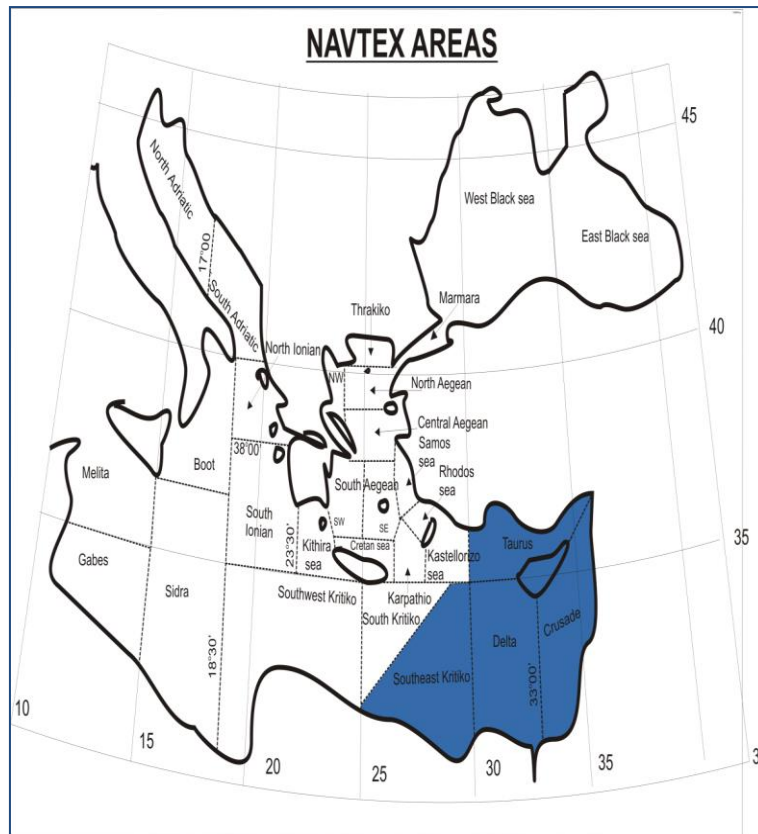 NAVTEX AREAS
45
North Adriatic
West Black sea
East Black sea
17°00
South Adriatic
Thrakiko
Marmara
40
North Ionian
NW
North Aegean
Central Aegean
38°00'
Samos
sea
Melita
Boot
South Aegean
Rhodos
sea
South
Ionian
SW
SE
23°30'
Kithira
sea
Cretan sea
Kastellorizo
sea
Taurus
35
Gabes
Sidra
Southwest Kritiko
Karpathio
South Kritiko
Delta
Crusade
18°30'
Southeast Kritiko
33°00'
10
15
20
25
30
35